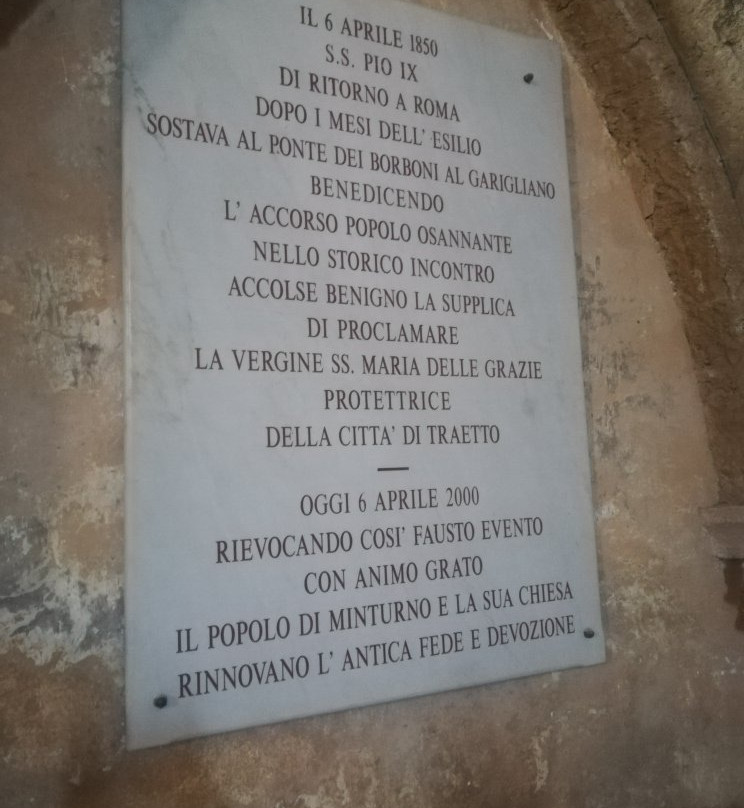 IL 6 APRILE 1850
S.S. PIO IX
DI RITORNO A ROMA
DOPO I MESI DELL' ESILIO
SOSTAVA AL PONTE DEI BORBONI AL GARIGLIANO
BENEDICENDO
L' ACCORSO POPOLO OSANNANTE
NELLO STORICO INCONTRO
ACCOLSE BENIGNO LA SUPPLICA
DI PROCLAMARE
LA VERGINE SS. MARIA DELLE GRAZIE
PROTETTRICE
DELLA CITTA' DI TRAETTO
—
OGGI 6 APRILE 2000
RIEVOCANDO COSI' FAUSTO EVENTO
CON ANIMO GRATO
IL POPOLO DI MINTURNO E LA SUA CHIESA
RINNOVANO L' ANTICA FEDE E DEVOZIONE